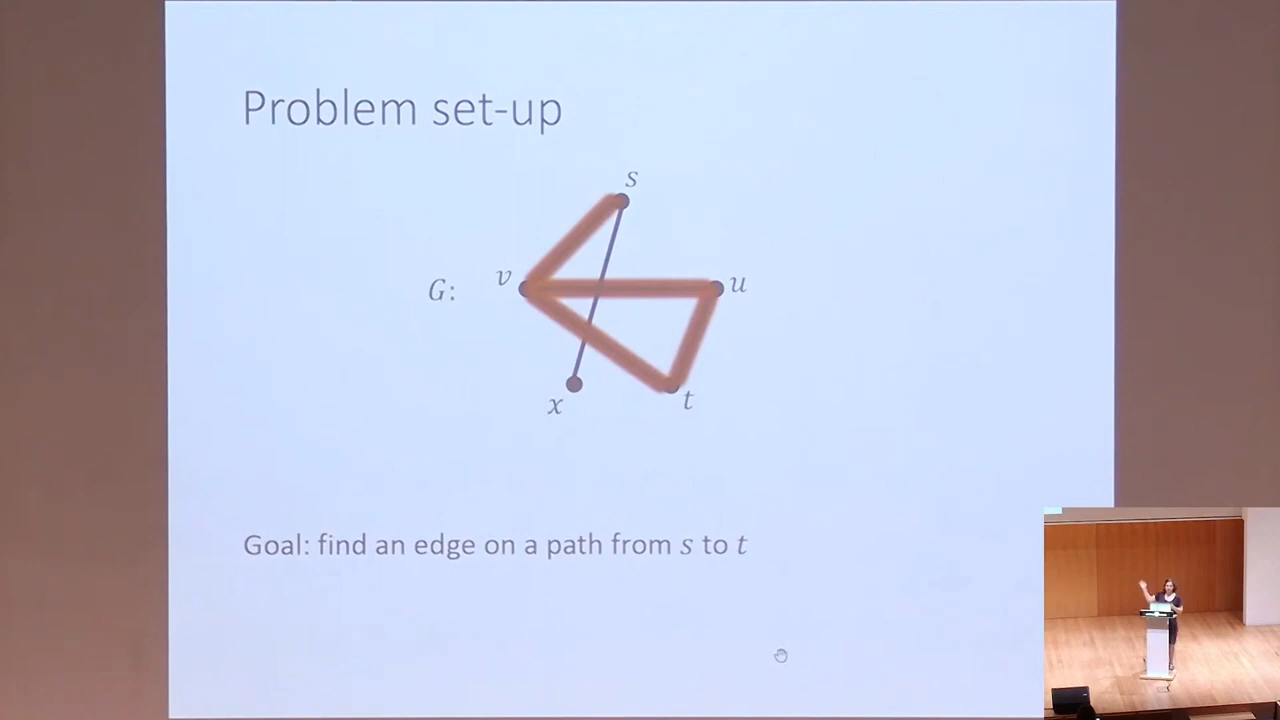 Problem set-up
s
G: v u
x t
Goal: find an edge on a path from s to t